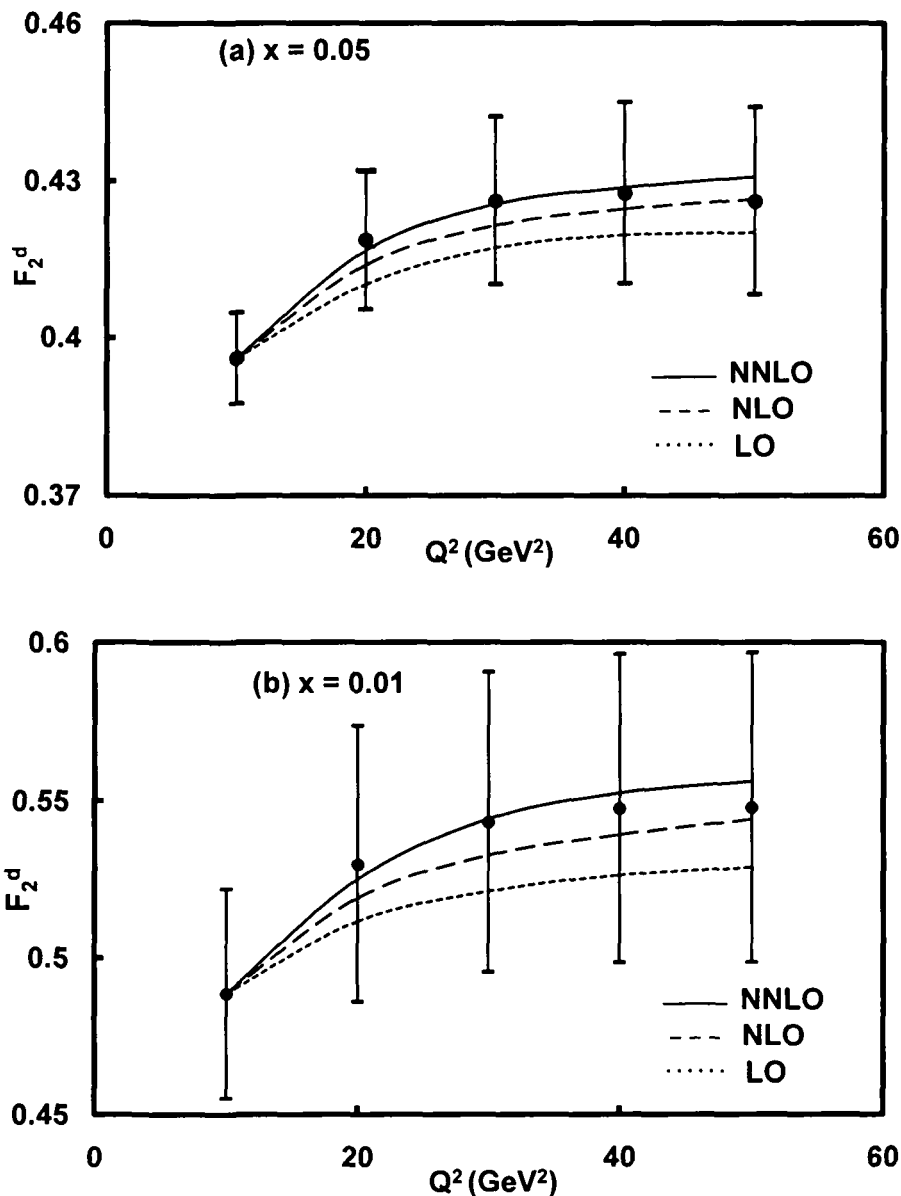 0.46
(a) x = 0.05
0.43
F₂ᵈ
0.4
NNLO
NLO
LO
0.37
0 20 40 60
Q² (GeV²)
0.6
(b) x = 0.01
0.55
F₂ᵈ
0.5
NNLO
NLO
LO
0.45
0 20 40 60
Q² (GeV²)